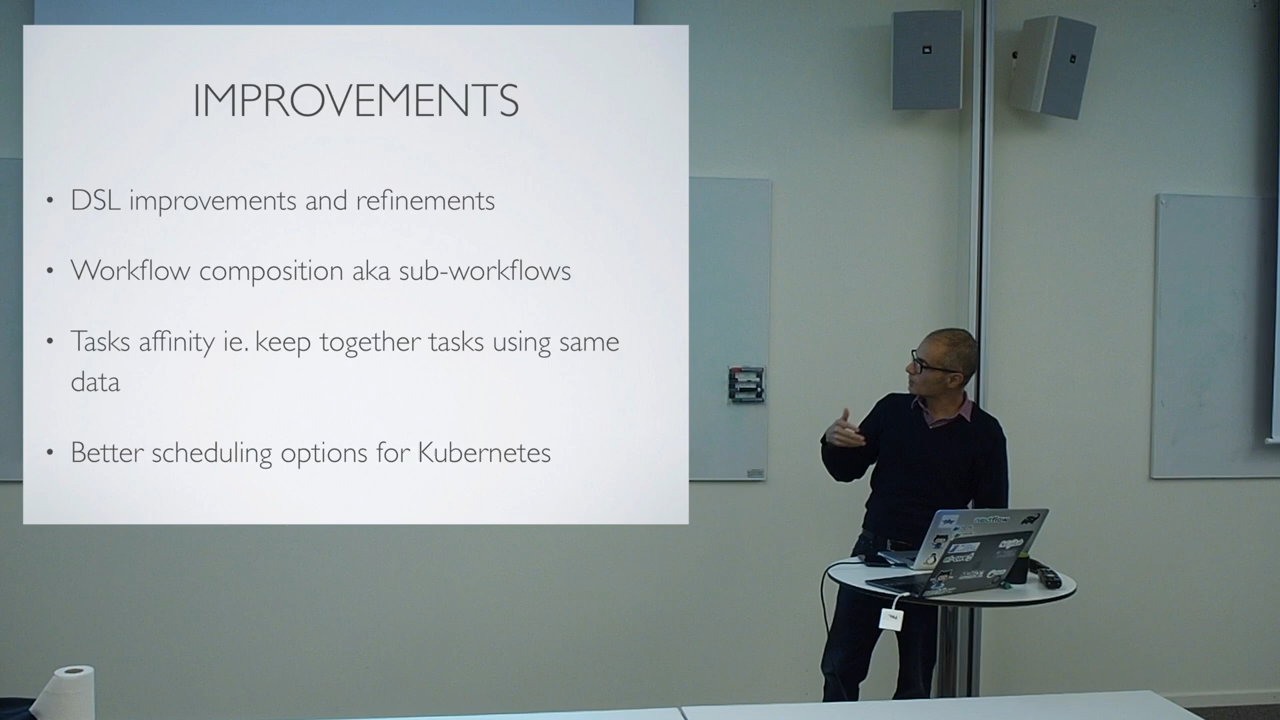 IMPROVEMENTS
• DSL improvements and refinements
• Workflow composition aka sub-workflows
• Tasks affinity ie. keep together tasks using same
data
• Better scheduling options for Kubernetes
nextflow